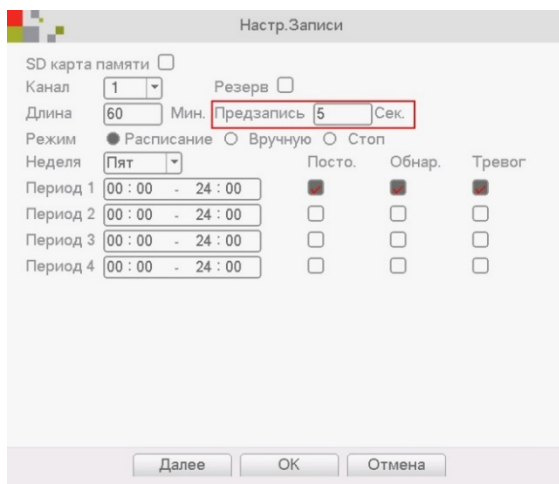 Настр.Записи
SD карта памяти
Канал 1 Резерв
Длина 60 Мин. Предзапись 5 Сек.
Режим Расписание Вручную Стоп
Неделя Пят Посто. Обнар. Тревог
Период 1 00 : 00 - 24 : 00
Период 2 00 : 00 - 24 : 00
Период 3 00 : 00 - 24 : 00
Период 4 00 : 00 - 24 : 00
Далее OK Отмена